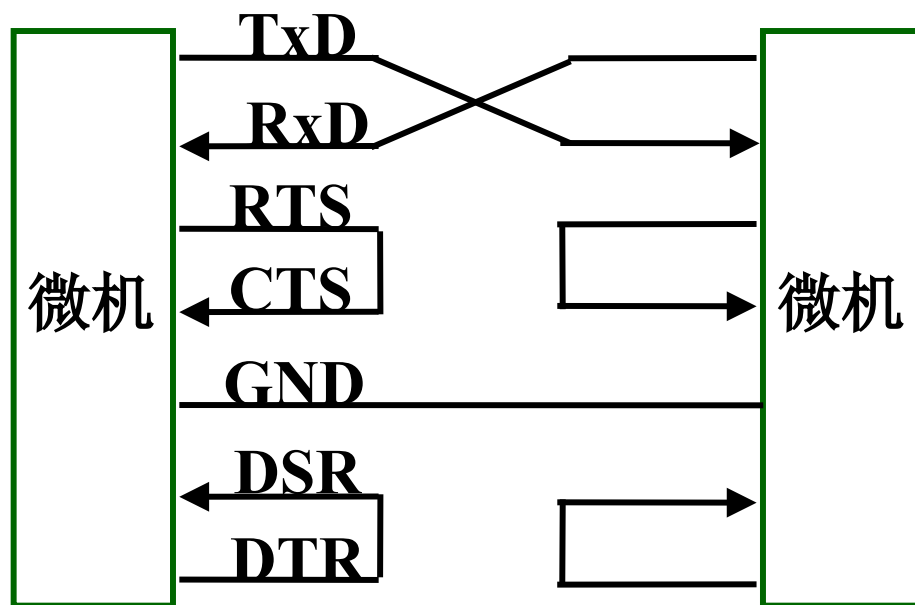 TxD
RxD
RTS
微机
CTS
微机
GND
DSR
DTR